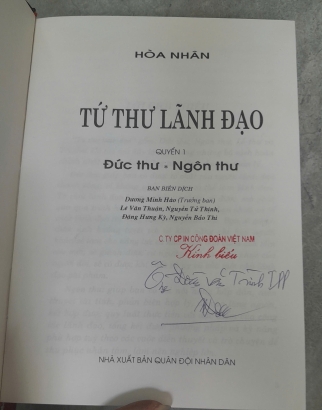 HÒA NHÂN
TỨ THƯ LÃNH ĐẠO
QUYỂN 1
Đức thư - Ngôn thư
BAN BIÊN DỊCH
Dương Minh Hào (Trưởng ban)
Lê Văn Thuận, Nguyễn Tử Thịnh,
Đặng Hưng Kỳ, Nguyễn Bảo Thi
C TY CP IN CÔNG ĐOÀN VIỆT NAM
Kính biếu
NHÀ XUẤT BẢN QUÂN ĐỘI NHÂN DÂN